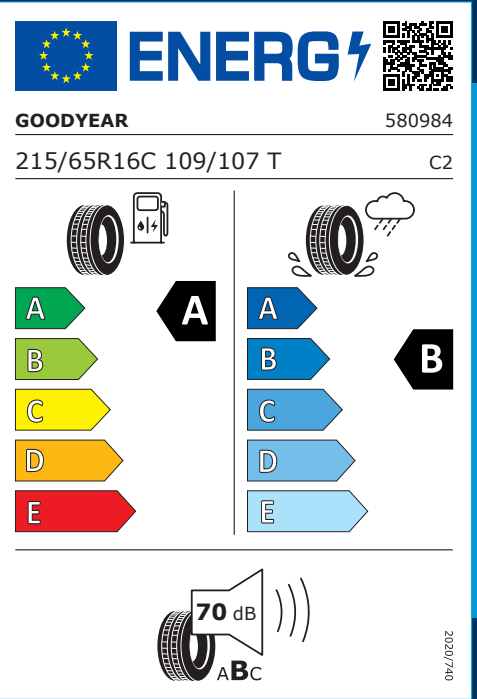 ENERG
GOODYEAR 580984
215/65R16C 109/107 T C2
A A
B
C
D
E
A
B B
C
D
E
70 dB
ABC
2020/740